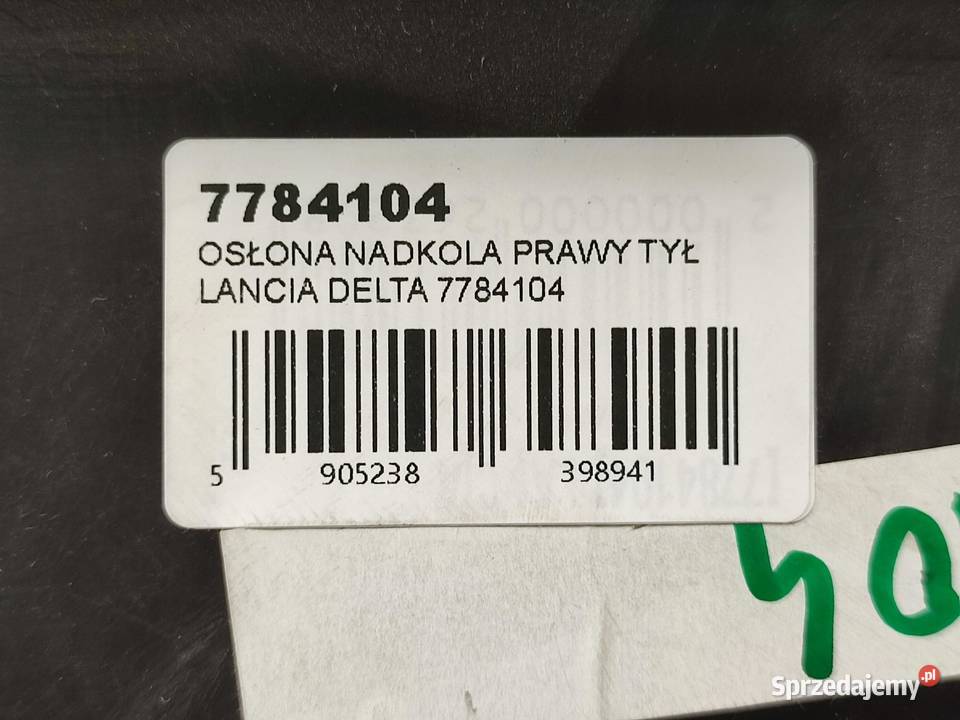 7784104
OSŁONA NADKOLA PRAWY TYŁ
LANCIA DELTA 7784104
5 905238 398941
Sprzedajemy.pl